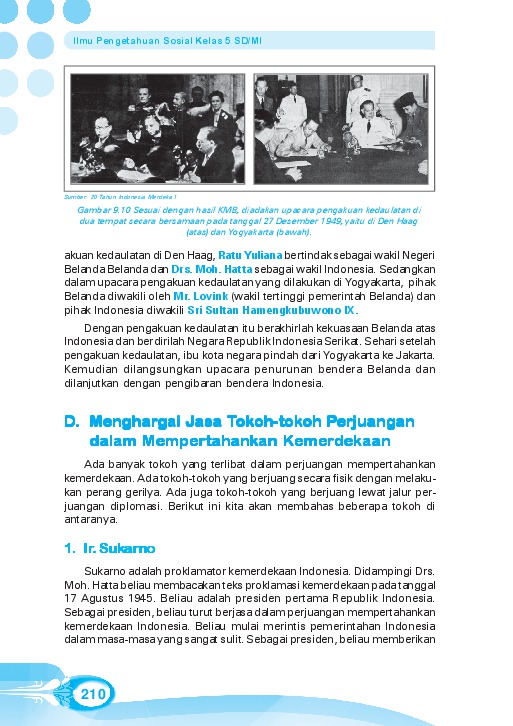 Ilmu Pengetahuan Sosial Kelas 5 SD/MI
Sumber: 20 Tahun Indonesia Merdeka I
Gambar 9.10 Sesuai dengan hasil KMB, diadakan upacara pengakuan kedaulatan di
dua tempat secara bersamaan pada tanggal 27 Desember 1949, yaitu di Den Haag
(atas) dan Yogyakarta (bawah).
akuan kedaulatan di Den Haag, Ratu Yuliana bertindak sebagai wakil Negeri
Belanda Belanda dan Drs. Moh. Hatta sebagai wakil Indonesia. Sedangkan
dalam upacara pengakuan kedaulatan yang dilakukan di Yogyakarta, pihak
Belanda diwakili oleh Mr. Lovink (wakil tertinggi pemerintah Belanda) dan
pihak Indonesia diwakili Sri Sultan Hamengkubuwono IX.
Dengan pengakuan kedaulatan itu berakhirlah kekuasaan Belanda atas
Indonesia dan berdirilah Negara Republik Indonesia Serikat. Sehari setelah
pengakuan kedaulatan, ibu kota negara pindah dari Yogyakarta ke Jakarta.
Kemudian dilangsungkan upacara penurunan bendera Belanda dan
dilanjutkan dengan pengibaran bendera Indonesia.
D. Menghargai Jasa Tokoh-tokoh Perjuangan
dalam Mempertahankan Kemerdekaan
Ada banyak tokoh yang terlibat dalam perjuangan mempertahankan
kemerdekaan. Ada tokoh-tokoh yang berjuang secara fisik dengan melaku-
kan perang gerilya. Ada juga tokoh-tokoh yang berjuang lewat jalur per-
juangan diplomasi. Berikut ini kita akan membahas beberapa tokoh di
antaranya.
1. Ir. Sukarno
Sukarno adalah proklamator kemerdekaan Indonesia. Didampingi Drs.
Moh. Hatta beliau membacakan teks proklamasi kemerdekaan pada tanggal
17 Agustus 1945. Beliau adalah presiden pertama Republik Indonesia.
Sebagai presiden, beliau turut berjasa dalam perjuangan mempertahankan
kemerdekaan Indonesia. Beliau mulai merintis pemerintahan Indonesia
dalam masa-masa yang sangat sulit. Sebagai presiden, beliau memberikan
210